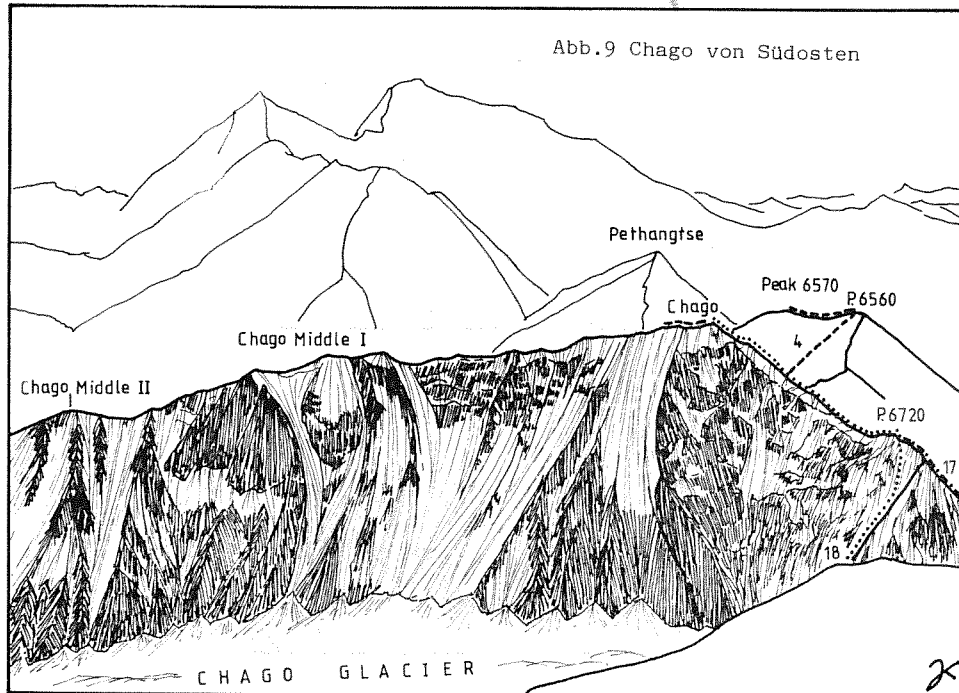 Abb.9 Chago von Südosten
Pethangtse
Peak 6570
P.6560
Chago
4
Chago Middle I
Chago Middle II
P.6720
17
18
CHAGO GLACIER